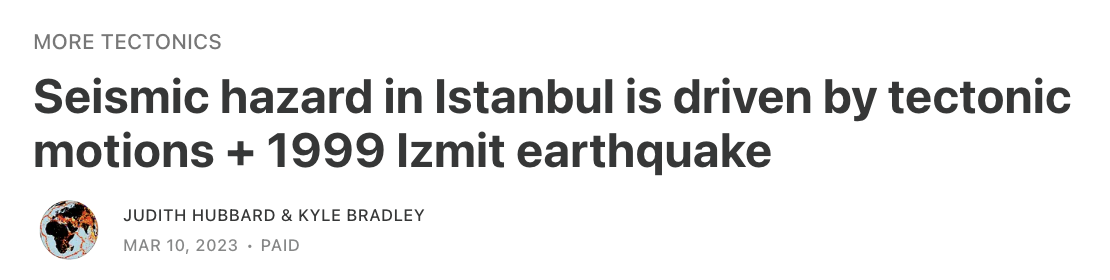 MORE TECTONICS
Seismic hazard in Istanbul is driven by tectonic
motions + 1999 Izmit earthquake
JUDITH HUBBARD & KYLE BRADLEY
MAR 10, 2023 · PAID